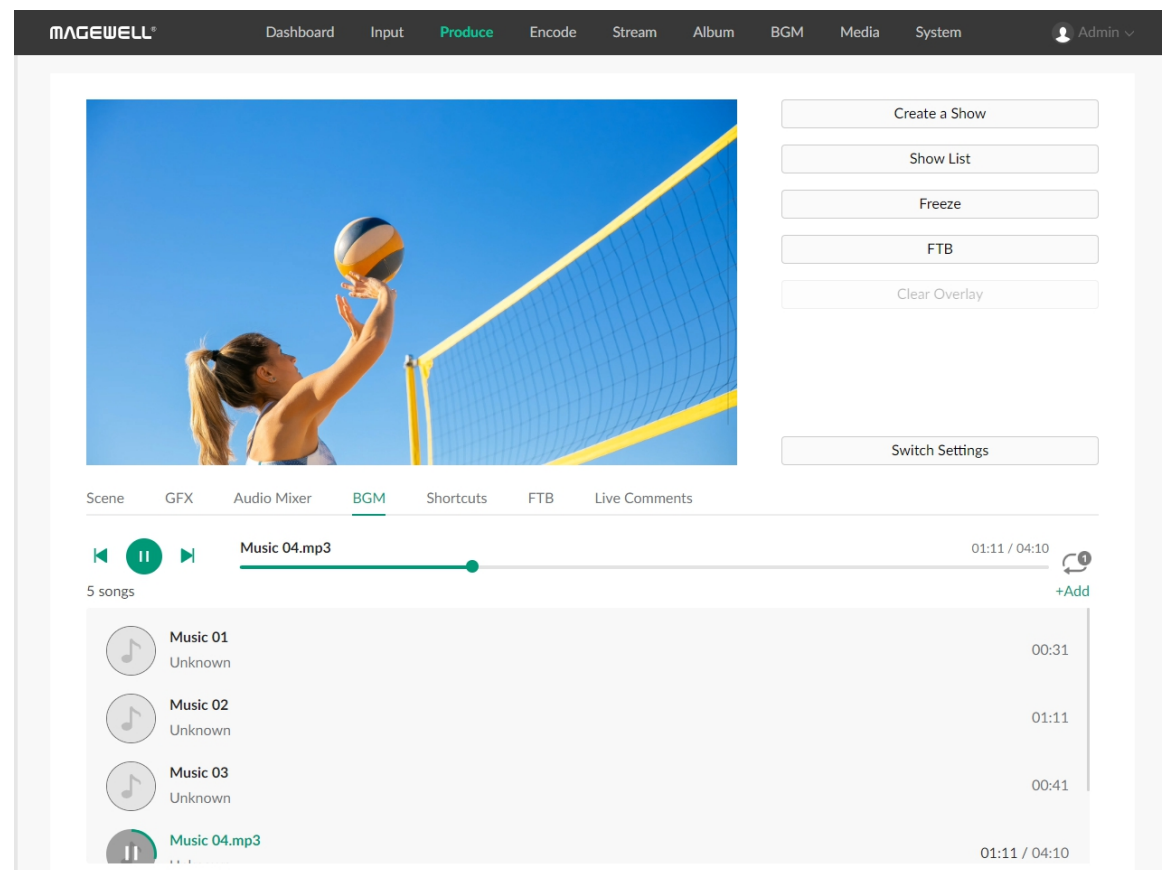 MAGEWELL® Dashboard Input Produce Encode Stream Album BGM Media System Admin
Create a Show
Show List
Freeze
FTB
Clear Overlay
Switch Settings
Scene GFX Audio Mixer BGM Shortcuts FTB Live Comments
Music 04.mp3 01:11 / 04:10
1
5 songs +Add
Music 01
Unknown 00:31
Music 02
Unknown 01:11
Music 03
Unknown 00:41
Music 04.mp3
01:11 / 04:10